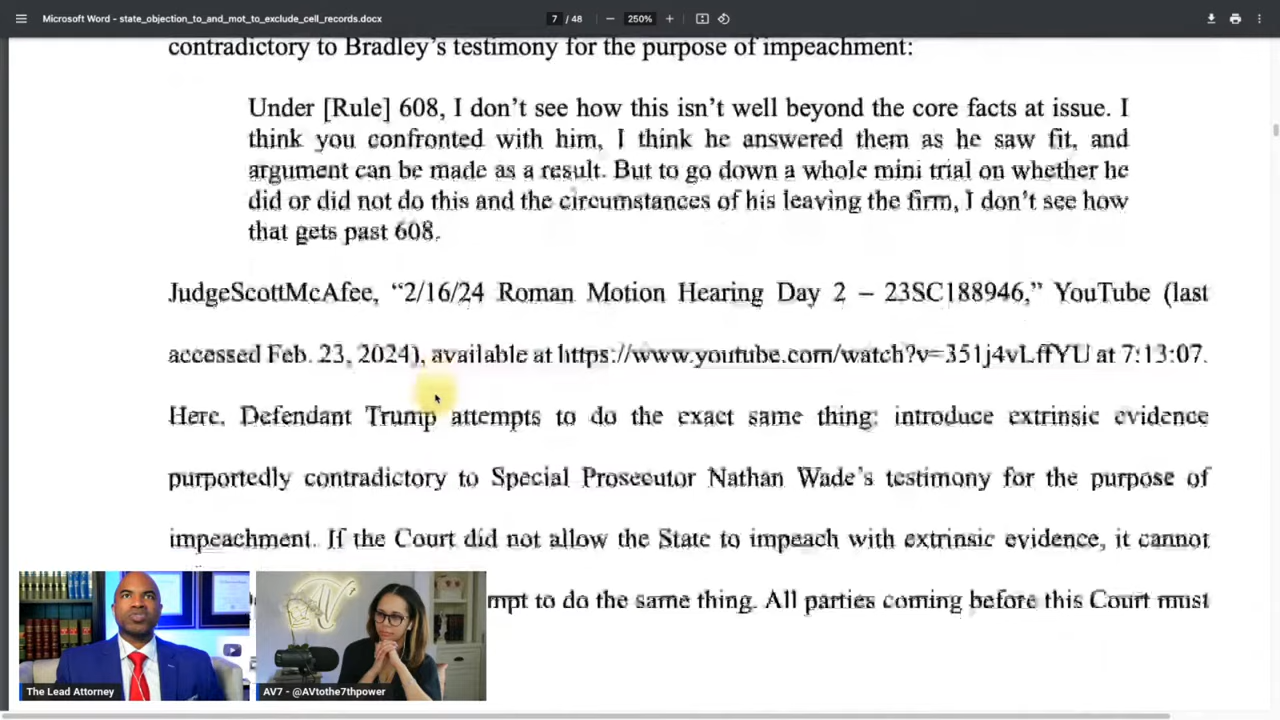 Microsoft Word - state_objection_to_and_mot_to_exclude_cell_records.docx
7 / 48
250%
contradictory to Bradley's testimony for the purpose of impeachment:
Under [Rule] 608, I don't see how this isn't well beyond the core facts at issue. I
think you confronted with him, I think he answered them as he saw fit, and
argument can be made as a result. But to go down a whole mini trial on whether he
did or did not do this and the circumstances of his leaving the firm, I don't see how
that gets past 608.
JudgeScottMcAfee, “2/16/24 Roman Motion Hearing Day 2 – 23SC188946,” YouTube (last
accessed Feb. 23, 2024), available at https://www.youtube.com/watch?v=351j4vLffYU at 7:13:07.
Here, Defendant Trump attempts to do the exact same thing: introduce extrinsic evidence
purportedly contradictory to Special Prosecutor Nathan Wade's testimony for the purpose of
impeachment. If the Court did not allow the State to impeach with extrinsic evidence, it cannot
mpt to do the same thing. All parties coming before this Court must
The Lead Attorney
AV7 - @AVtothe7thpower